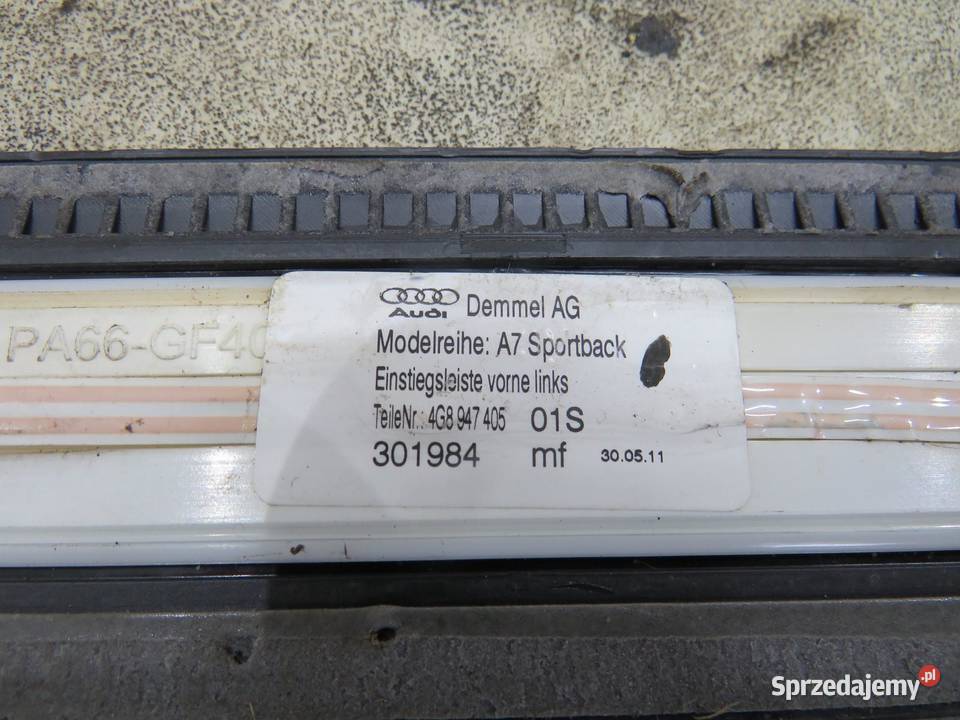 PA66-GF40
Audi Demmel AG
Modelreihe: A7 Sportback
Einstiegsleiste vorne links
TeileNr.: 4G8 947 405 01S
301984 mf 30.05.11
Sprzedajemy.pl